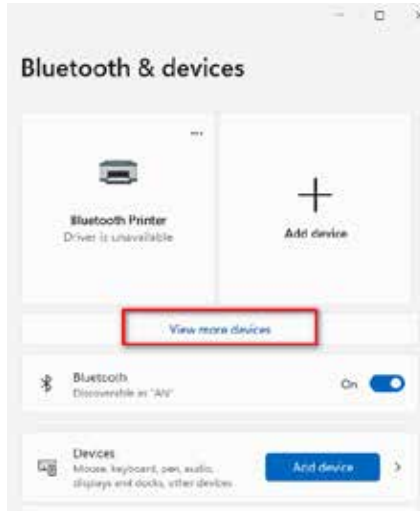 Bluetooth & devices
Bluetooth Printer
Driver is unavailable
Add device
View more devices
Bluetooth
Discoverable as "AN"
On
Devices
Mouse, keyboard, pen, audio,
displays and docks, other devices
Add device